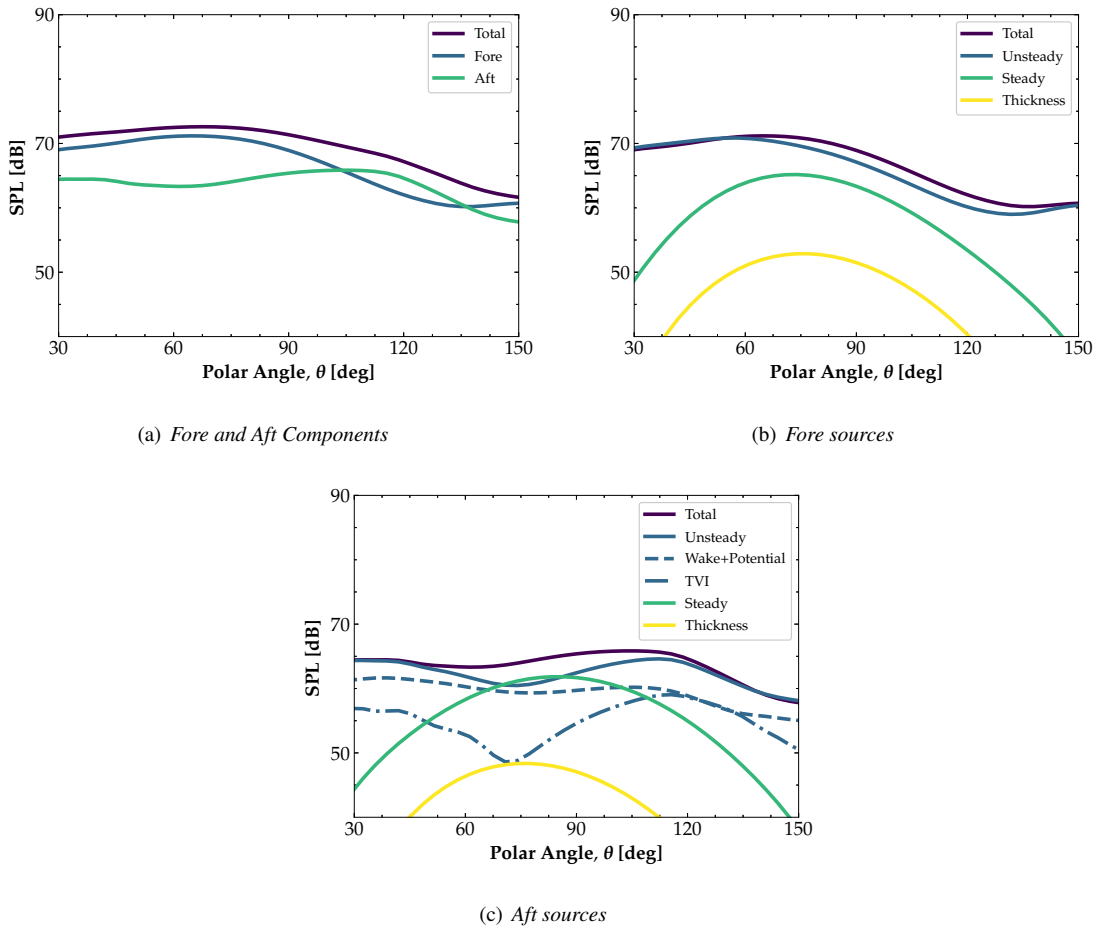 90
70
50
30
60
90
120
150
SPL [dB]
Polar Angle, θ [deg]
Total
Fore
Aft
(a) Fore and Aft Components
90
70
50
30
60
90
120
150
SPL [dB]
Polar Angle, θ [deg]
Total
Unsteady
Steady
Thickness
(b) Fore sources
90
70
50
30
60
90
120
150
SPL [dB]
Polar Angle, θ [deg]
Total
Unsteady
Wake+Potential
TVI
Steady
Thickness
(c) Aft sources